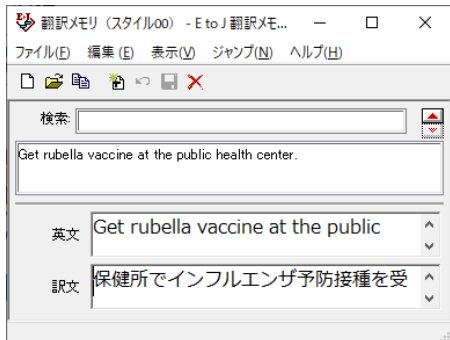 翻訳メモリ（スタイル00） - E to J 翻訳メモ...
ファイル(F) 編集(E) 表示(V) ジャンプ(N) ヘルプ(H)
検索:
Get rubella vaccine at the public health center.
英文 Get rubella vaccine at the public
訳文 保健所でインフルエンザ予防接種を受